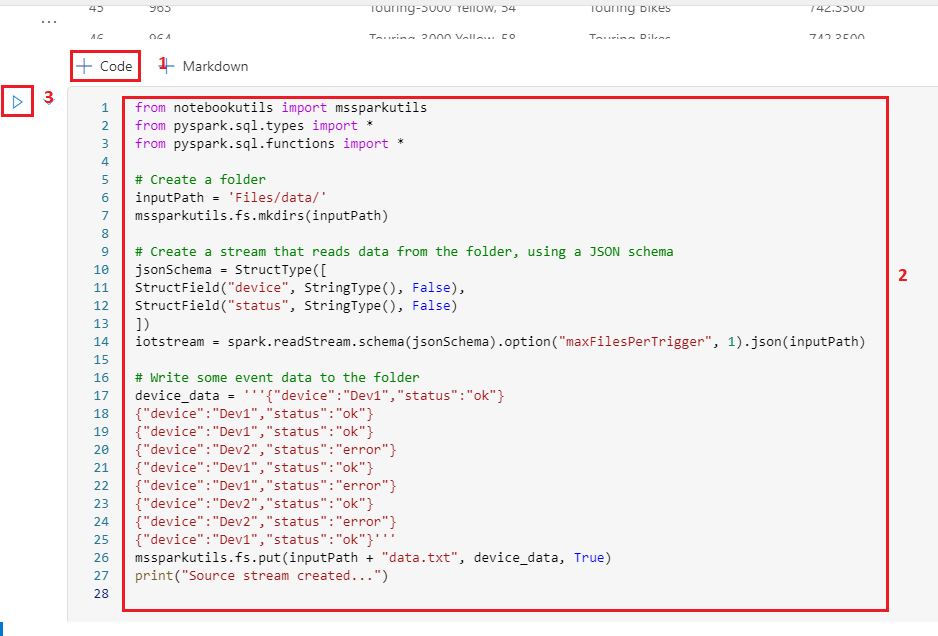 ...
45 963 Touring-3000 Yellow, 54 Touring Bikes 742.3500
46 964 Touring-3000 Yellow, 58 Touring Bikes 742.3500
+ Code 1 + Markdown
3
1 from notebookutils import mssparkutils
2 from pyspark.sql.types import *
3 from pyspark.sql.functions import *
4
5 # Create a folder
6 inputPath = 'Files/data/'
7 mssparkutils.fs.mkdirs(inputPath)
8
9 # Create a stream that reads data from the folder, using a JSON schema
10 jsonSchema = StructType([
11 StructField("device", StringType(), False),
2
12 StructField("status", StringType(), False)
13 ])
14 iotstream = spark.readStream.schema(jsonSchema).option("maxFilesPerTrigger", 1).json(inputPath)
15
16 # Write some event data to the folder
17 device_data = '''{"device":"Dev1","status":"ok"}
18 {"device":"Dev1","status":"ok"}
19 {"device":"Dev1","status":"ok"}
20 {"device":"Dev2","status":"error"}
21 {"device":"Dev1","status":"ok"}
22 {"device":"Dev1","status":"error"}
23 {"device":"Dev2","status":"ok"}
24 {"device":"Dev2","status":"error"}
25 {"device":"Dev1","status":"ok"}'''
26 mssparkutils.fs.put(inputPath + "data.txt", device_data, True)
27 print("Source stream created...")
28